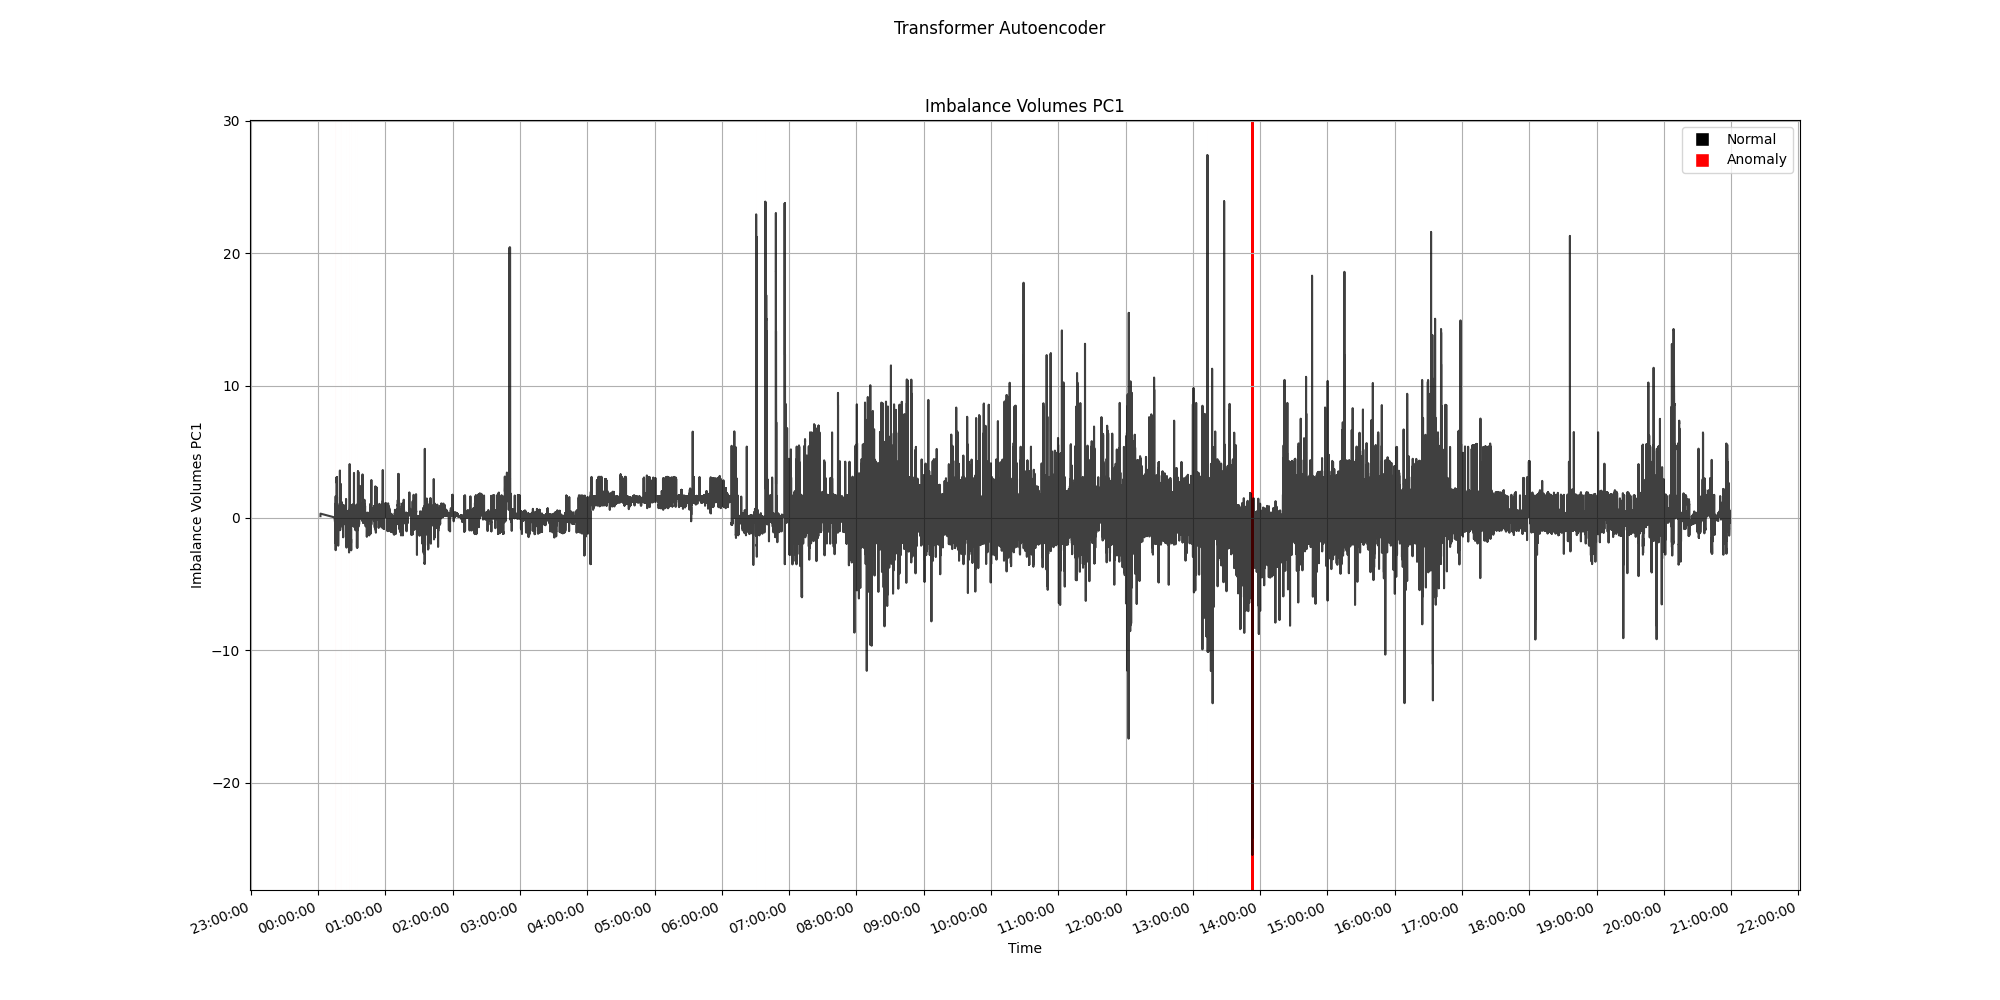 Transformer Autoencoder
Imbalance Volumes PC1
Normal
Anomaly
30
20
10
0
−10
−20
Imbalance Volumes PC1
23:00:00 00:00:00 01:00:00 02:00:00 03:00:00 04:00:00 05:00:00 06:00:00 07:00:00 08:00:00 09:00:00 10:00:00 11:00:00 12:00:00 13:00:00 14:00:00 15:00:00 16:00:00 17:00:00 18:00:00 19:00:00 20:00:00 21:00:00 22:00:00
Time